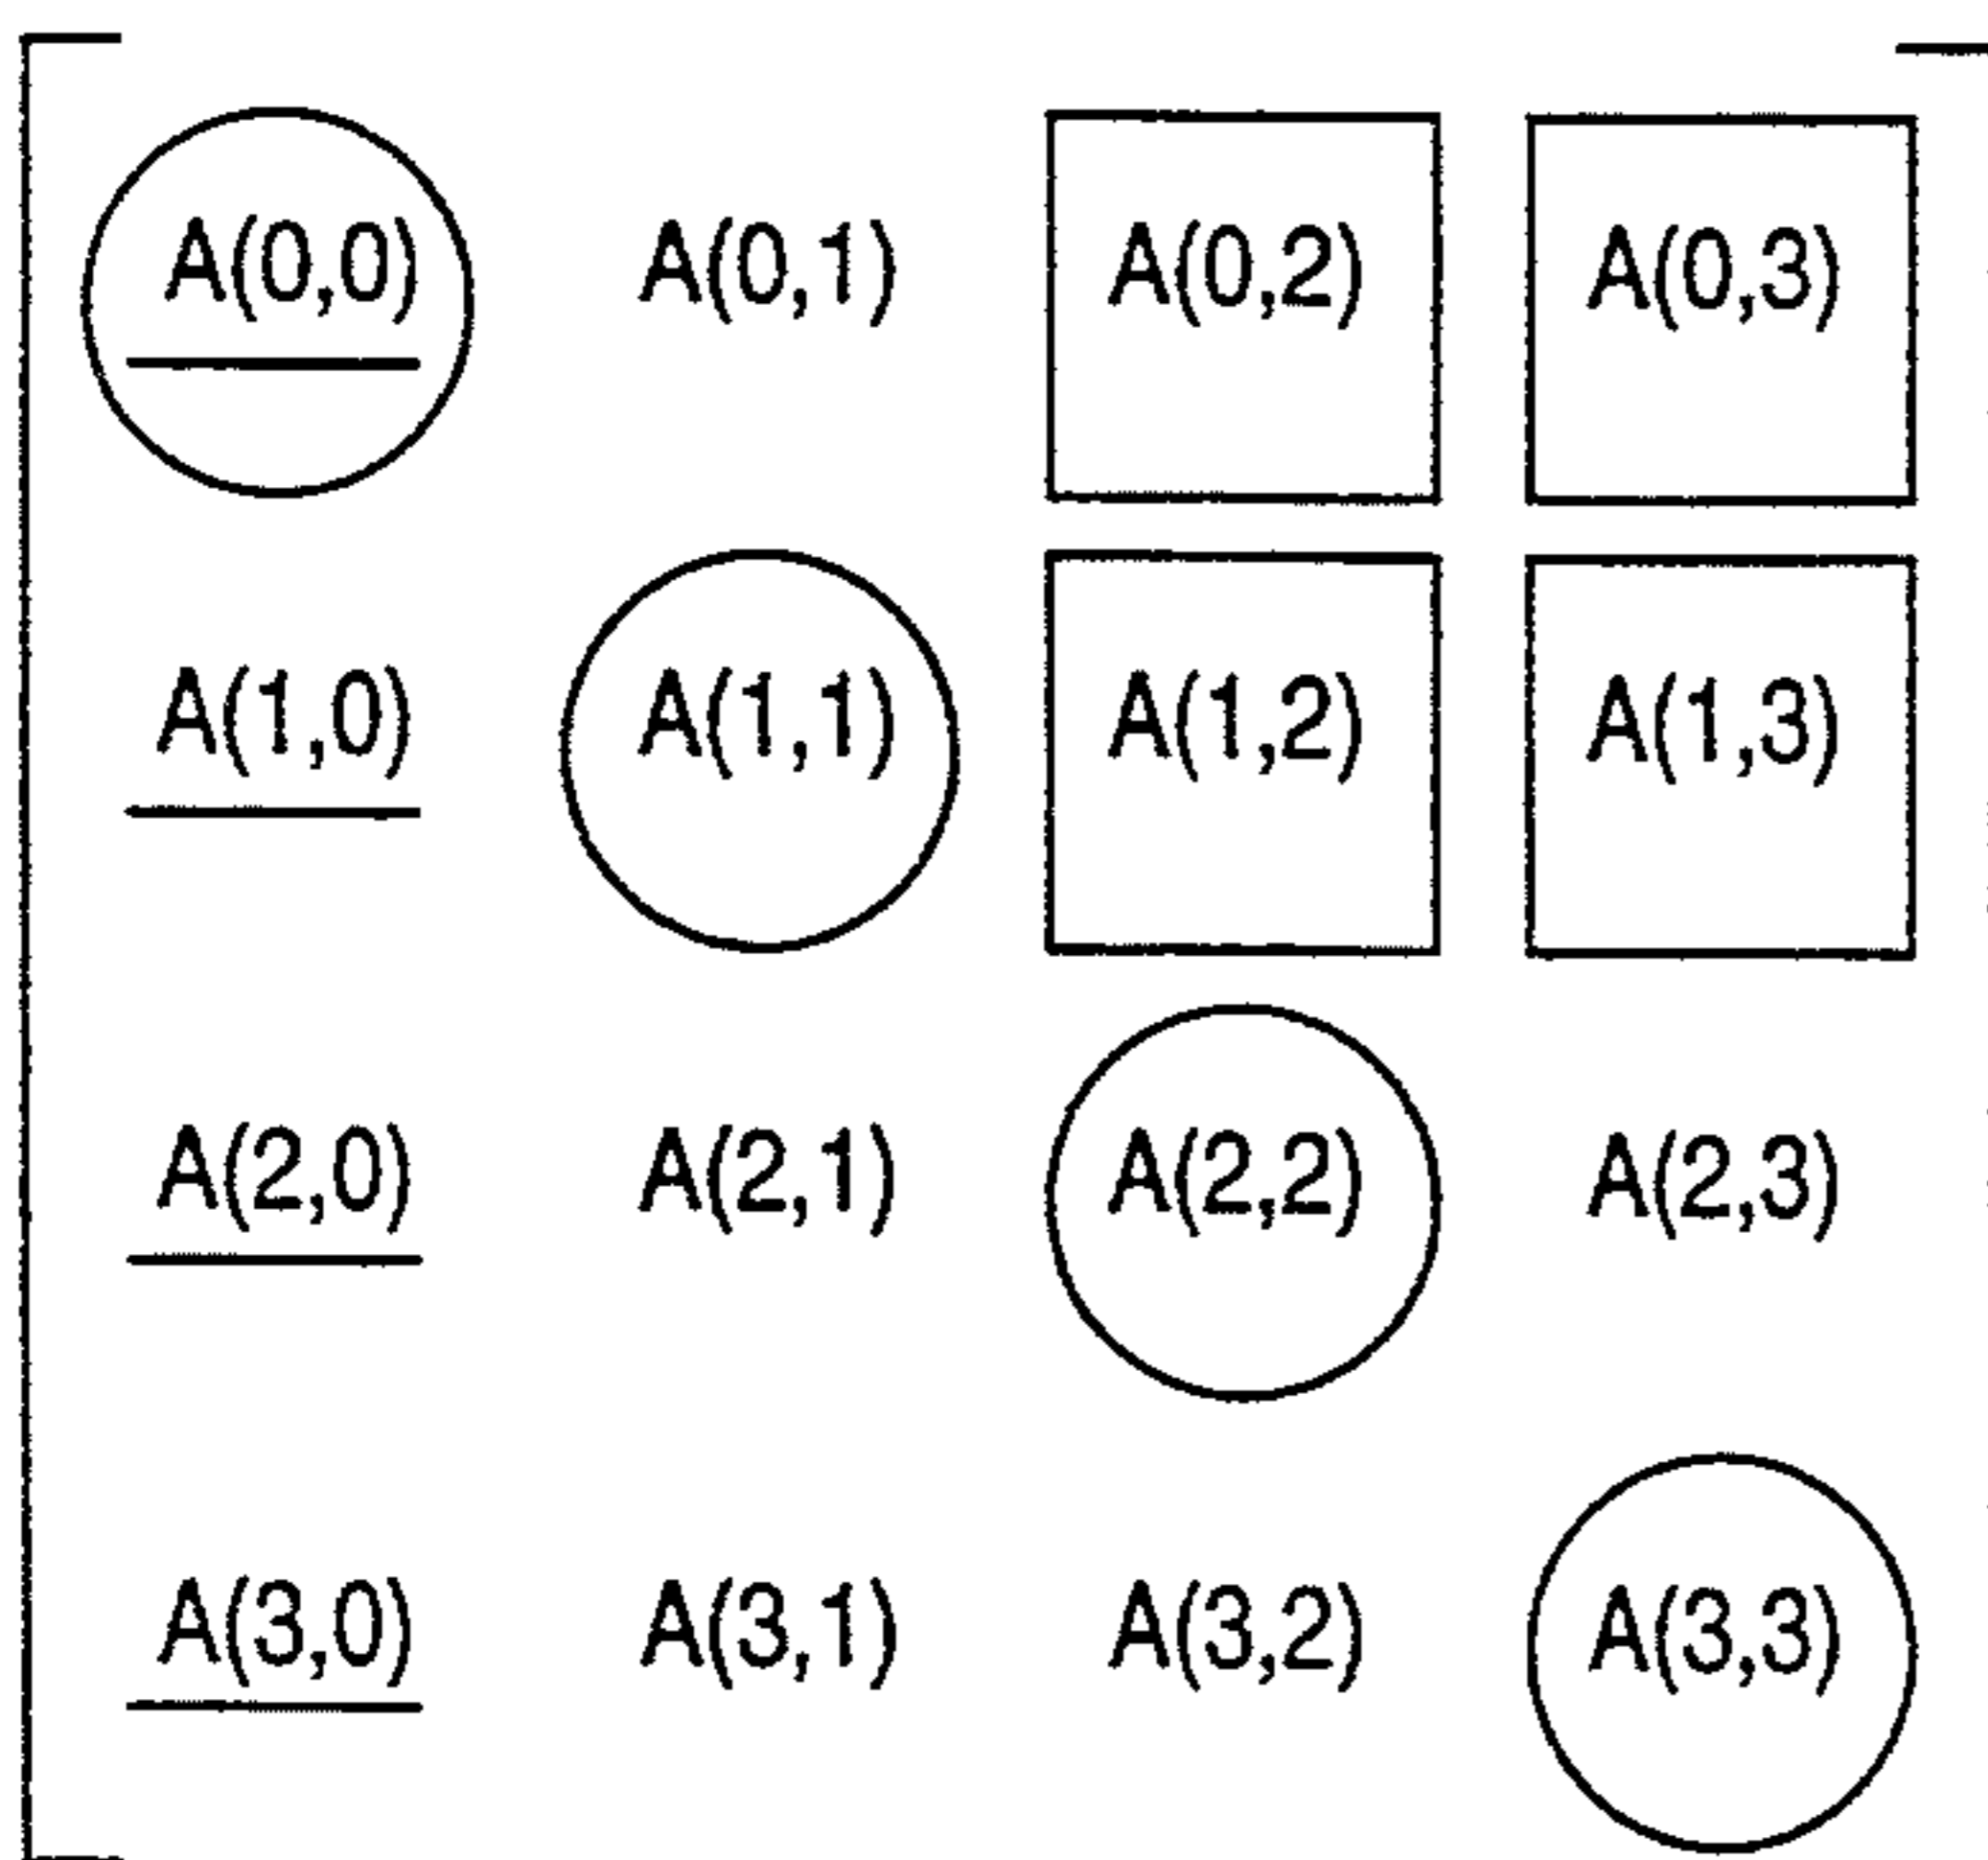 A(0,0) A(0,1) A(0,2) A(0,3)
A(1,0) A(1,1) A(1,2) A(1,3)
A(2,0) A(2,1) A(2,2) A(2,3)
A(3,0) A(3,1) A(3,2) A(3,3)